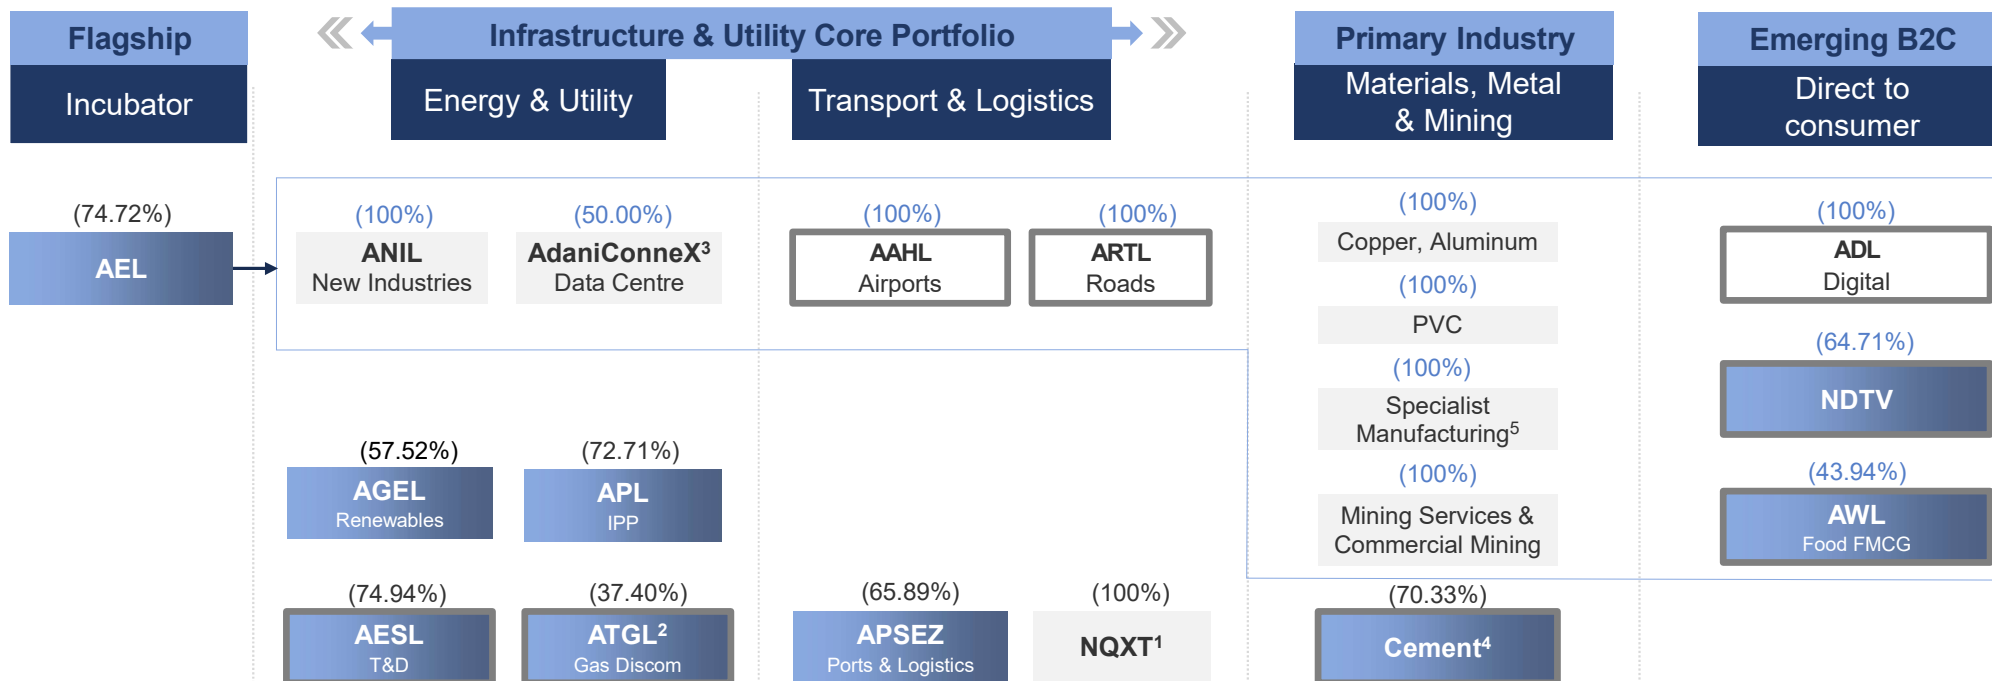 Flagship
Incubator
Infrastructure & Utility Core Portfolio
Energy & Utility
Transport & Logistics
Primary Industry
Materials, Metal
& Mining
Emerging B2C
Direct to
consumer
(74.72%)
AEL
(100%)
ANIL
New Industries
(50.00%)
AdaniConneX³
Data Centre
(100%)
AAHL
Airports
(100%)
ARTL
Roads
(100%)
Copper, Aluminum
(100%)
PVC
(100%)
Specialist
Manufacturing⁵
(100%)
Mining Services &
Commercial Mining
(100%)
ADL
Digital
(64.71%)
NDTV
(43.94%)
AWL
Food FMCG
(57.52%)
AGEL
Renewables
(72.71%)
APL
IPP
(74.94%)
AESL
T&D
(37.40%)
ATGL²
Gas Discom
(65.89%)
APSEZ
Ports & Logistics
(100%)
NQXT¹
(70.33%)
Cement⁴